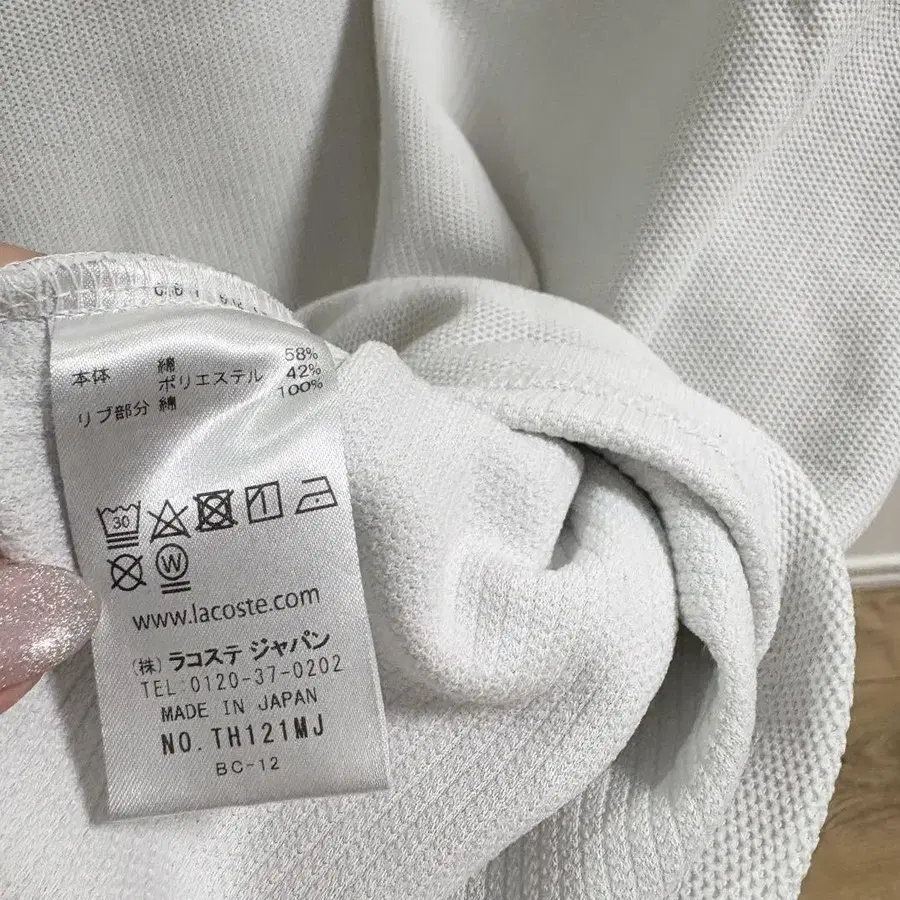 本体 綿 58%
ポリエステル 42%
リブ部分 綿 100%
30
W
www.lacoste.com
(株) ラコステ ジャパン
TEL:0120-37-0202
MADE IN JAPAN
NO.TH121MJ
BC-12